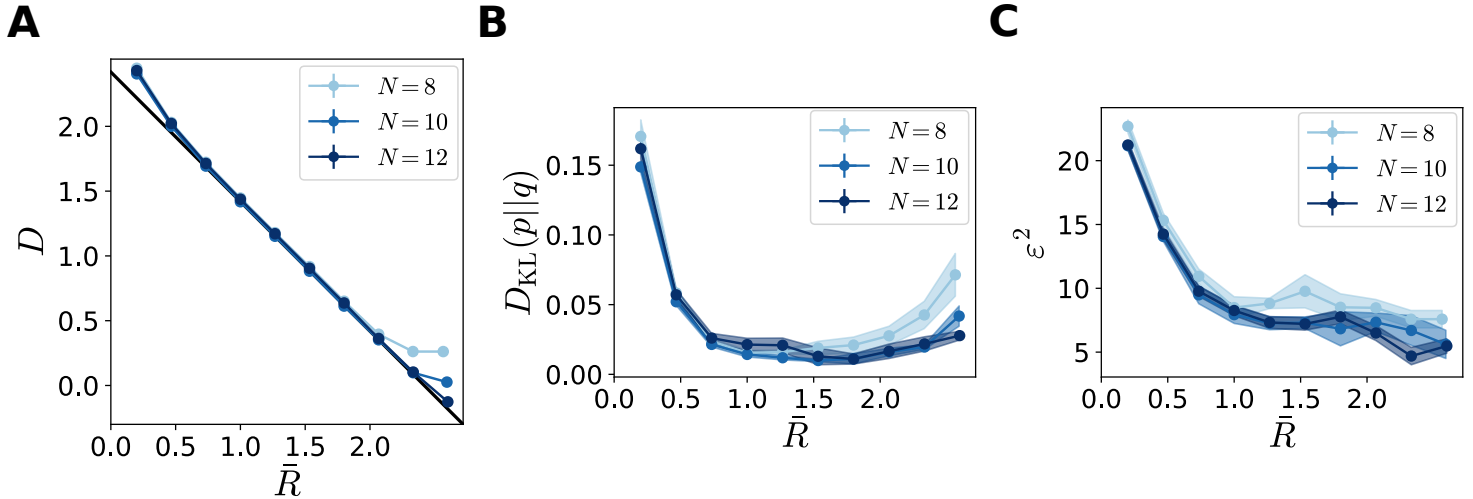 A
D
2.0
1.5
1.0
0.5
0.0
0.0 0.5 1.0 1.5 2.0
R̄
N = 8
N = 10
N = 12
B
D_KL(p||q)
0.15
0.10
0.05
0.00
0.0 0.5 1.0 1.5 2.0
R̄
N = 8
N = 10
N = 12
C
ε²
20
15
10
5
0.0 0.5 1.0 1.5 2.0
R̄
N = 8
N = 10
N = 12